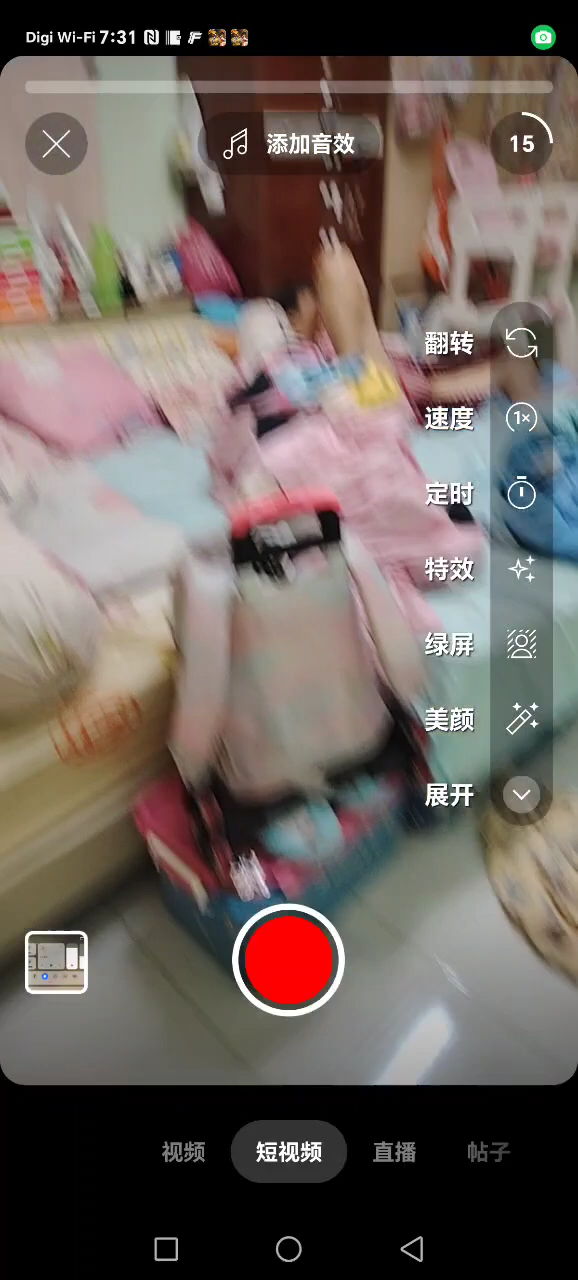 Digi Wi-Fi 7:31
添加音效
15
翻转
速度
1×
定时
特效
绿屏
美颜
展开
视频 短视频 直播 帖子